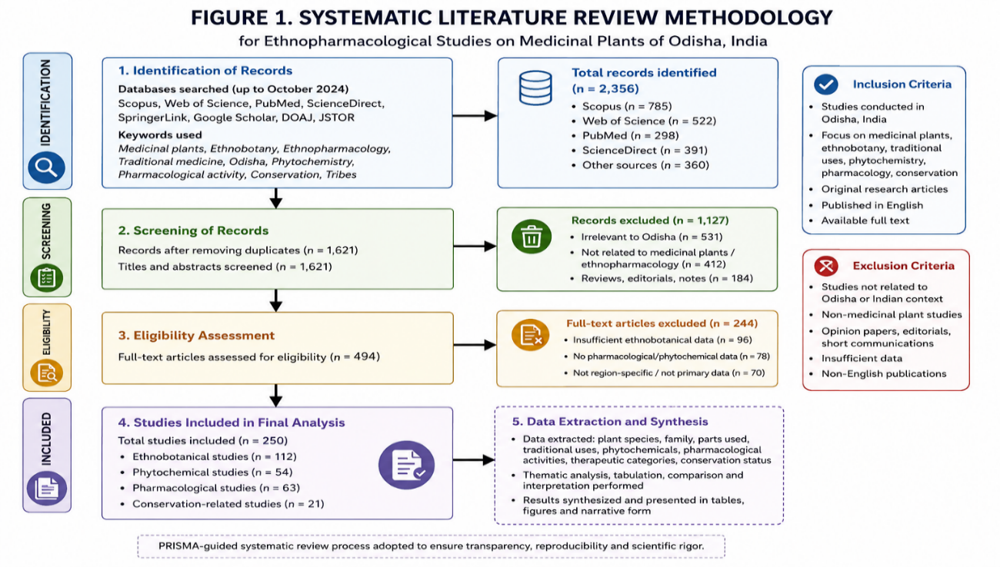 FIGURE 1. SYSTEMATIC LITERATURE REVIEW METHODOLOGY
for Ethnopharmacological Studies on Medicinal Plants of Odisha, India
IDENTIFICATION
1. Identification of Records
Databases searched (up to October 2024)
Scopus, Web of Science, PubMed, ScienceDirect,
SpringerLink, Google Scholar, DOAJ, JSTOR
Keywords used
Medicinal plants, Ethnobotany, Ethnopharmacology,
Traditional medicine, Odisha, Phytochemistry,
Pharmacological activity, Conservation, Tribes
Total records identified
(n = 2,356)
• Scopus (n = 785)
• Web of Science (n = 522)
• PubMed (n = 298)
• ScienceDirect (n = 391)
• Other sources (n = 360)
SCREENING
2. Screening of Records
Records after removing duplicates (n = 1,621)
Titles and abstracts screened (n = 1,621)
Records excluded (n = 1,127)
• Irrelevant to Odisha (n = 531)
• Not related to medicinal plants /
ethnopharmacology (n = 412)
• Reviews, editorials, notes (n = 184)
ELIGIBILITY
3. Eligibility Assessment
Full-text articles assessed for eligibility (n = 494)
Full-text articles excluded (n = 244)
• Insufficient ethnobotanical data (n = 96)
• No pharmacological/phytochemical data (n = 78)
• Not region-specific / not primary data (n = 70)
INCLUDED
4. Studies Included in Final Analysis
Total studies included (n = 250)
• Ethnobotanical studies (n = 112)
• Phytochemical studies (n = 54)
• Pharmacological studies (n = 63)
• Conservation-related studies (n = 21)
5. Data Extraction and Synthesis
• Data extracted: plant species, family, parts used,
traditional uses, phytochemicals, pharmacological
activities, therapeutic categories, conservation status
• Thematic analysis, tabulation, comparison and
interpretation performed
• Results synthesized and presented in tables,
figures and narrative form
Inclusion Criteria
• Studies conducted in
Odisha, India
• Focus on medicinal plants,
ethnobotany, traditional
uses, phytochemistry,
pharmacology, conservation
• Original research articles
• Published in English
• Available full text
Exclusion Criteria
• Studies not related to
Odisha or Indian context
• Non-medicinal plant studies
• Opinion papers, editorials,
short communications
• Insufficient data
• Non-English publications
PRISMA-guided systematic review process adopted to ensure transparency, reproducibility and scientific rigor.